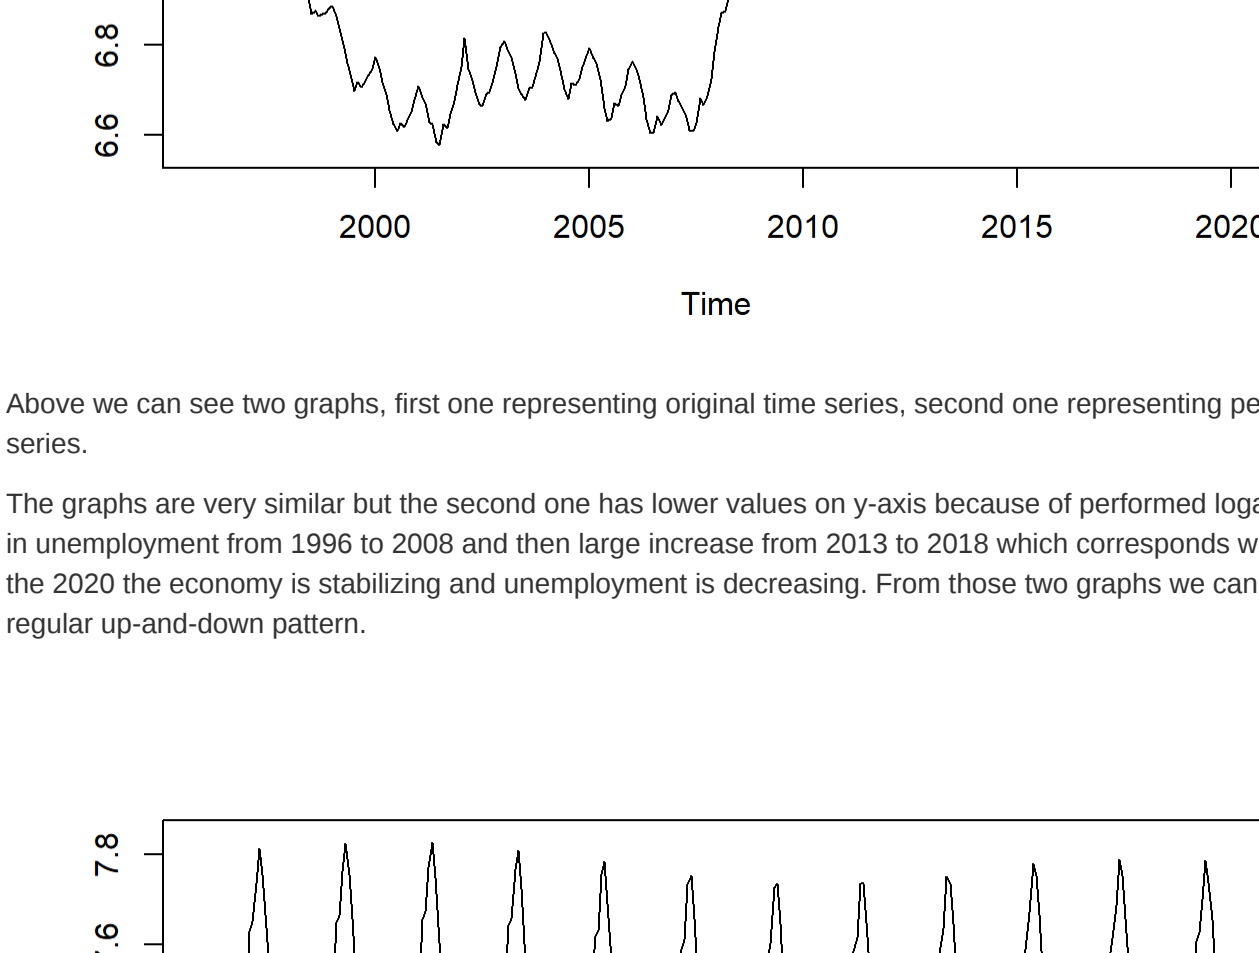 6.8
6.6
2000 2005 2010 2015 2020
Time
Above we can see two graphs, first one representing original time series, second one representing pe
series.
The graphs are very similar but the second one has lower values on y-axis because of performed loga
in unemployment from 1996 to 2008 and then large increase from 2013 to 2018 which corresponds w
the 2020 the economy is stabilizing and unemployment is decreasing. From those two graphs we can
regular up-and-down pattern.
7.8
7.6